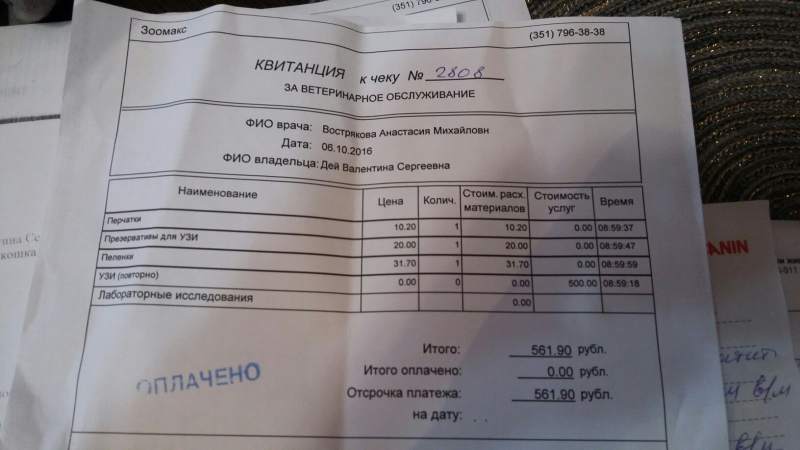 (351) 790
Зоомакс
(351) 796-38-38
КВИТАНЦИЯ к чеку № 2808
ЗА ВЕТЕРИНАРНОЕ ОБСЛУЖИВАНИЕ
ФИО врача: Вострякова Анастасия Михайловн
Дата: 06.10.2016
ФИО владельца: Дей Валентина Сергеевна
Наименование Цена Колич. Стоим. расх. материалов Стоимость услуг Время
Перчатки 10.20 1 10.20 0.00 08:59:37
Презервативы для УЗИ 20.00 1 20.00 0.00 08:59:47
Пеленки 31.70 1 31.70 0.00 08:59:59
УЗИ (повторно) 0.00 0 0.00 500.00 08:59:18
Лабораторные исследования 0.00
Итого: 561.90 рубл.
Итого оплачено: 0.00 рубл.
Отсрочка платежа: 561.90 рубл.
на дату: . .
ОПЛАЧЕНО
кошка
ANIN
-911
в/м